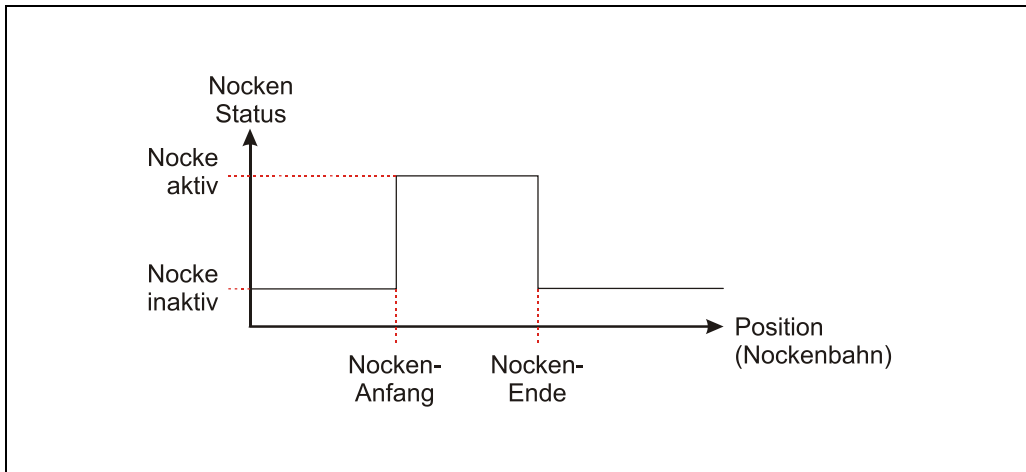 Nocken
Status
Nocke
aktiv
Nocke
inaktiv
Position
(Nockenbahn)
Nocken-
Anfang
Nocken-
Ende